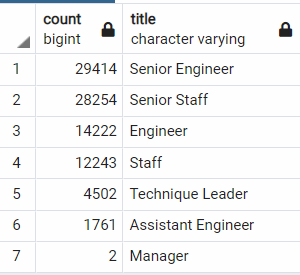 count title
bigint character varying
1 29414 Senior Engineer
2 28254 Senior Staff
3 14222 Engineer
4 12243 Staff
5 4502 Technique Leader
6 1761 Assistant Engineer
7 2 Manager